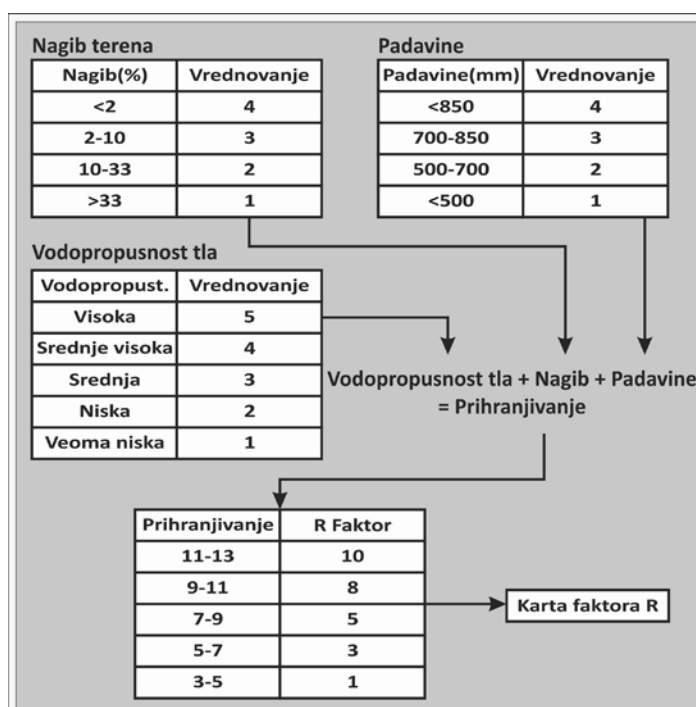 Nagib terena
Nagib(%) Vrednovanje
<2 4
2-10 3
10-33 2
>33 1
Padavine
Padavine(mm) Vrednovanje
<850 4
700-850 3
500-700 2
<500 1
Vodopropusnost tla
Vodopropust. Vrednovanje
Visoka 5
Srednje visoka 4
Srednja 3
Niska 2
Veoma niska 1
Vodopropusnost tla + Nagib + Padavine
= Prihranjivanje
Prihranjivanje R Faktor
11-13 10
9-11 8
7-9 5
5-7 3
3-5 1
Karta faktora R